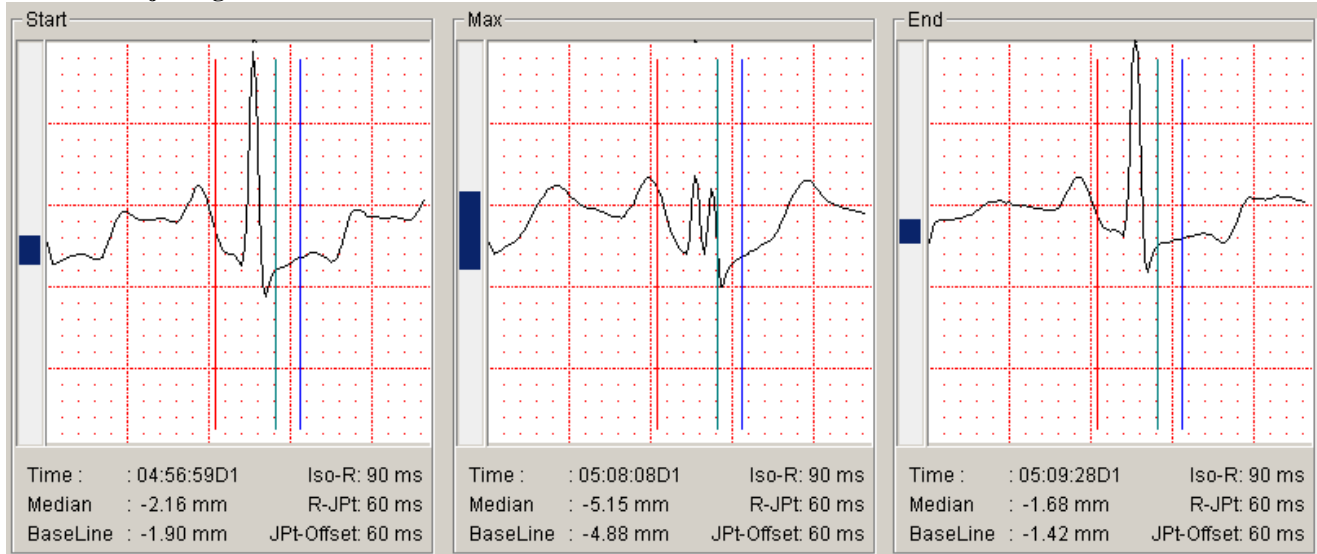 Start
Time : : 04:56:59D1 Iso-R: 90 ms
Median : -2.16 mm R-JPt: 60 ms
BaseLine : -1.90 mm JPt-Offset: 60 ms
Max
Time : : 05:08:08D1 Iso-R: 90 ms
Median : -5.15 mm R-JPt: 60 ms
BaseLine : -4.88 mm JPt-Offset: 60 ms
End
Time : : 05:09:28D1 Iso-R: 90 ms
Median : -1.68 mm R-JPt: 60 ms
BaseLine : -1.42 mm JPt-Offset: 60 ms